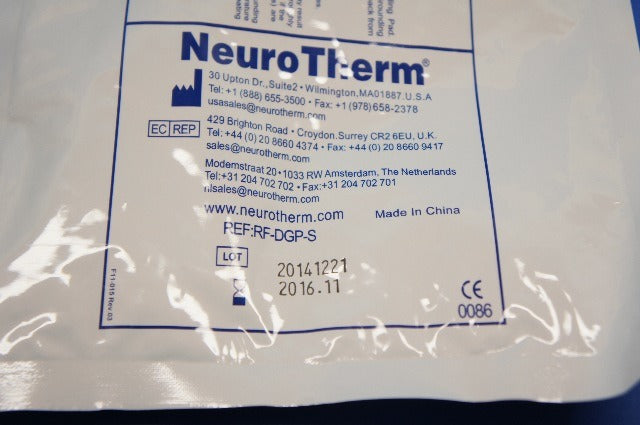 NeuroTherm®
30 Upton Dr.,Suite2 • Wilmington,MA01887.U.S.A
Tel: +1 (888) 655-3500 • Fax: +1 (978)658-2378
usasales@neurotherm.com
EC REP
429 Brighton Road • Croydon.Surrey CR2 6EU, U.K.
Tel: +44 (0) 20 8660 4374 • Fax: +44 (0) 20 8660 9417
sales@neurotherm.com
Modemstraat 20 • 1033 RW Amsterdam, The Netherlands
Tel:+31 204 702 702 • Fax:+31 204 702 701
nlsales@neurotherm.com
www.neurotherm.com
Made In China
REF:RF-DGP-S
LOT
20141221
2016.11
CE
0086
F11-015 Rev 03